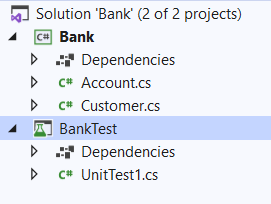 Solution 'Bank' (2 of 2 projects)
C# Bank
Dependencies
C# Account.cs
C# Customer.cs
BankTest
Dependencies
C# UnitTest1.cs